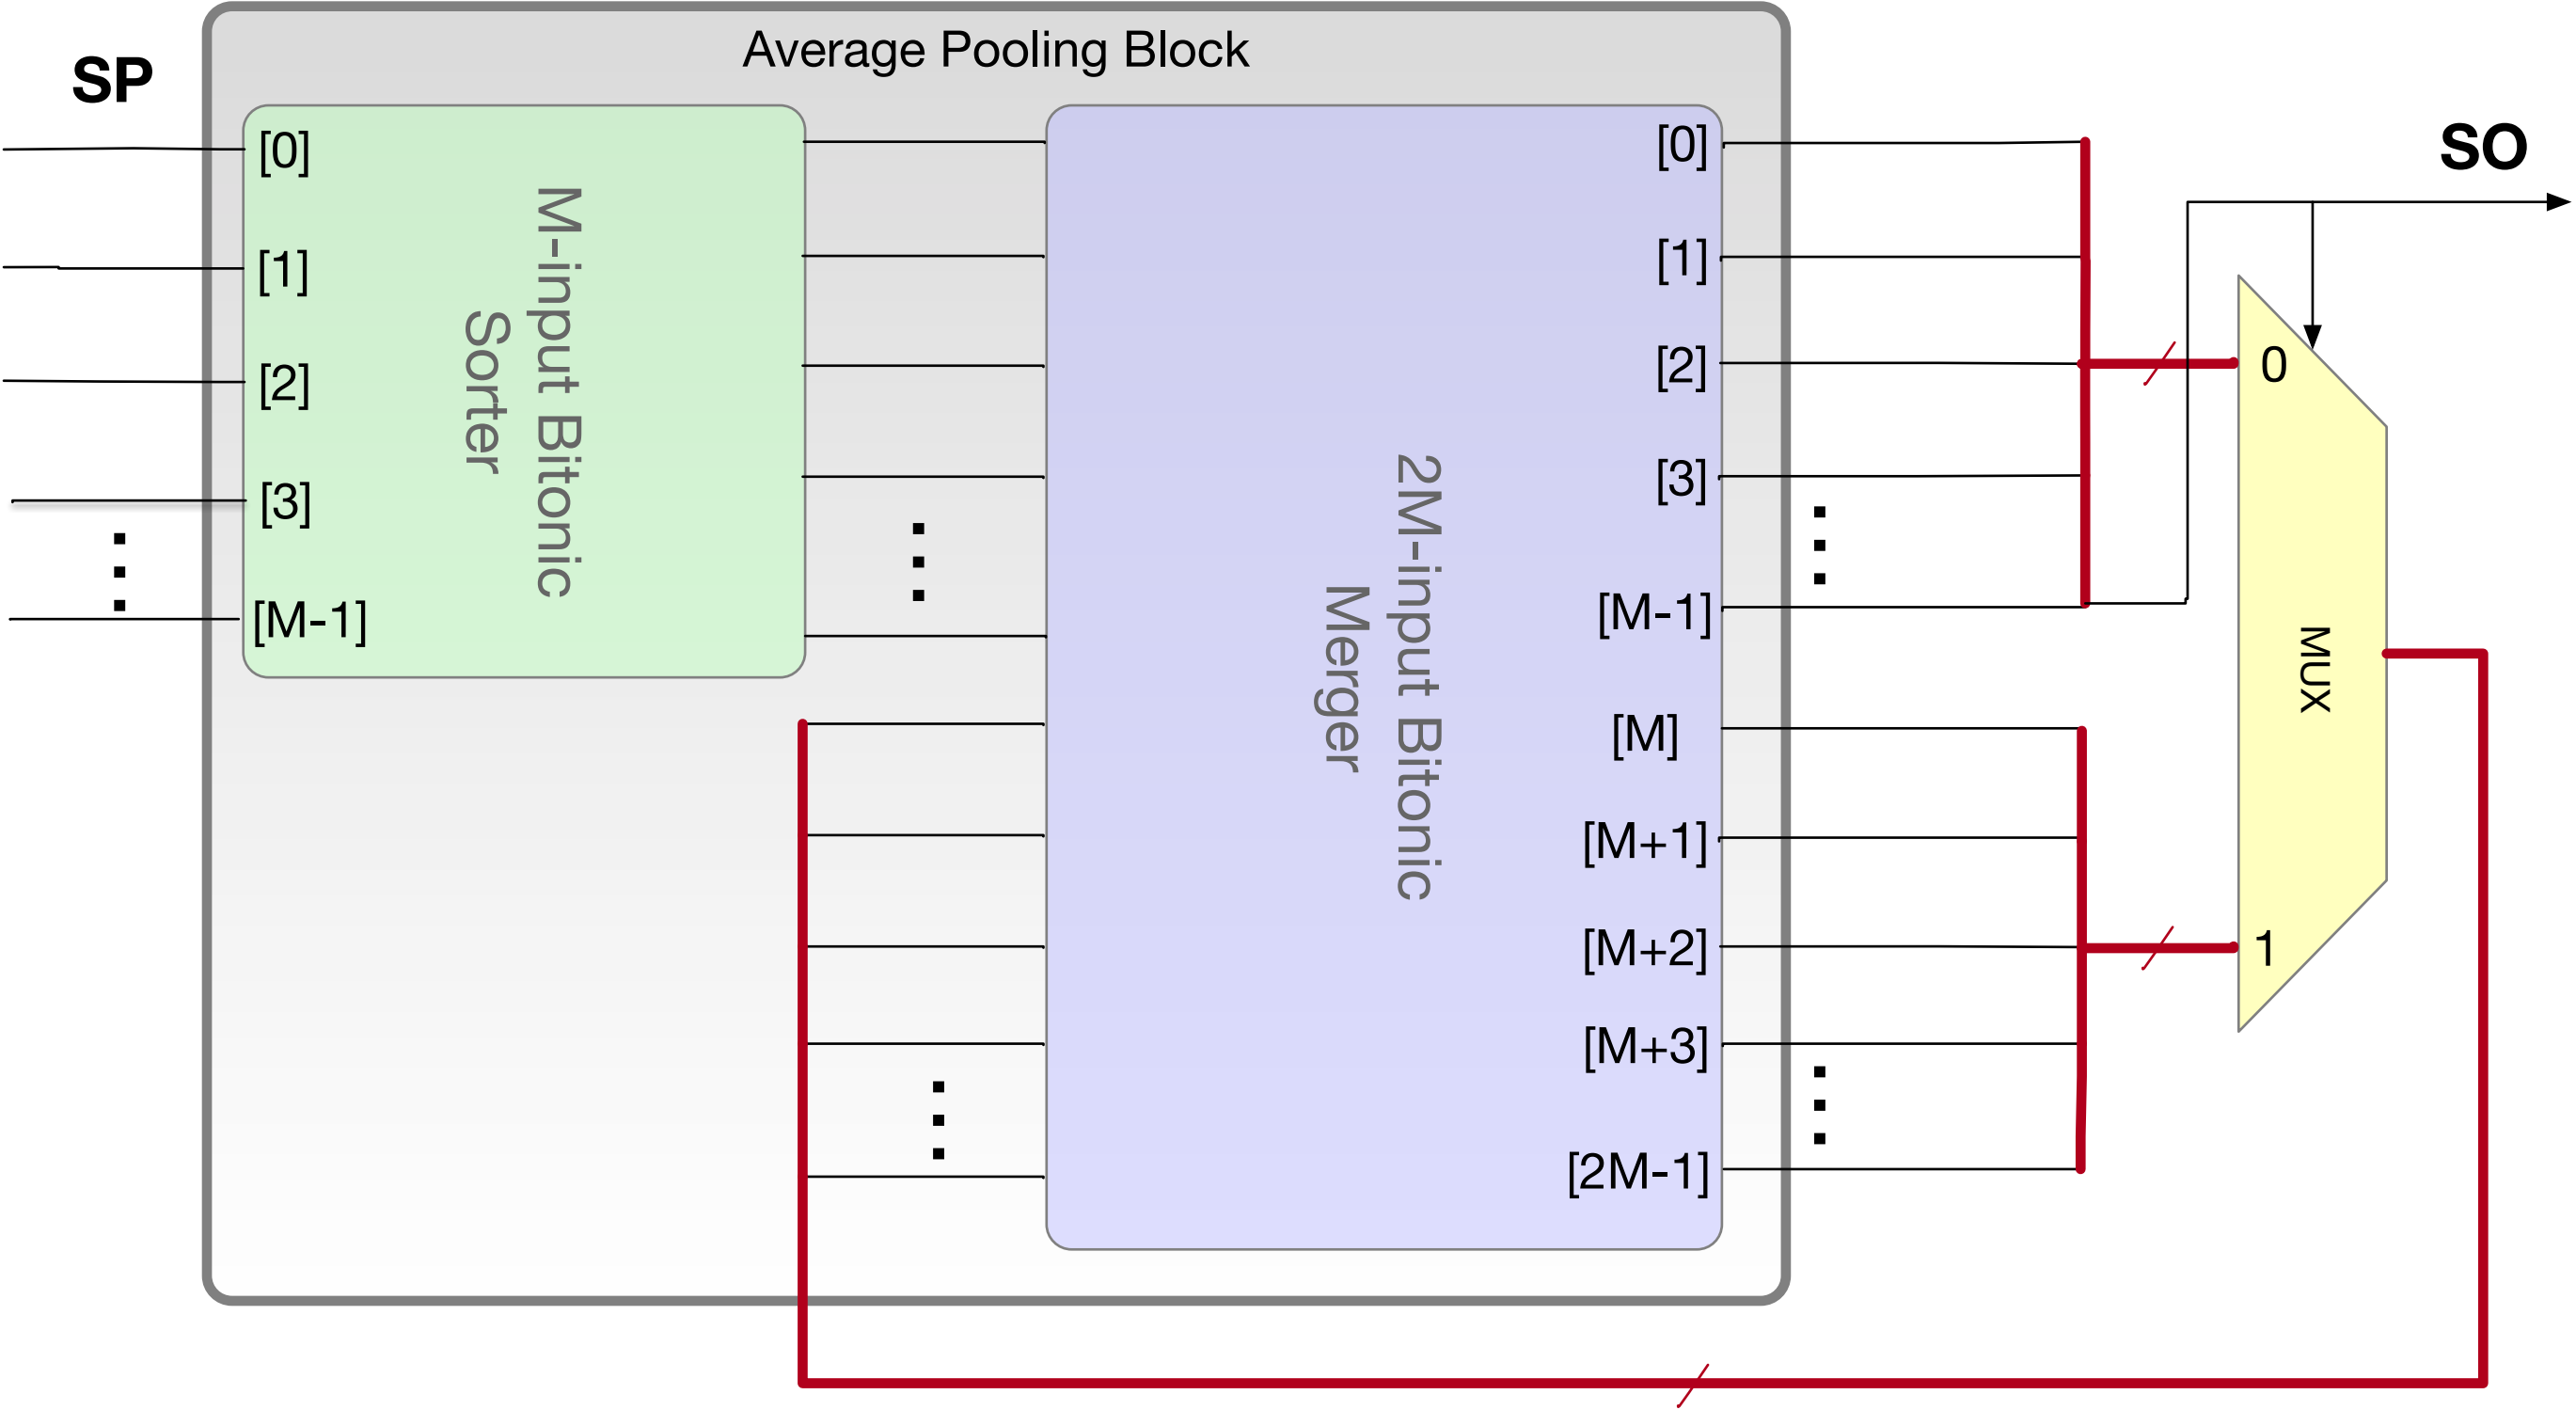 Average Pooling Block
SP
SO
[0]
[1]
[2]
[3]
[M-1]
M-input Bitonic
Sorter
2M-input Bitonic
Merger
[0]
[1]
[2]
[3]
[M-1]
[M]
[M+1]
[M+2]
[M+3]
[2M-1]
0
MUX
1